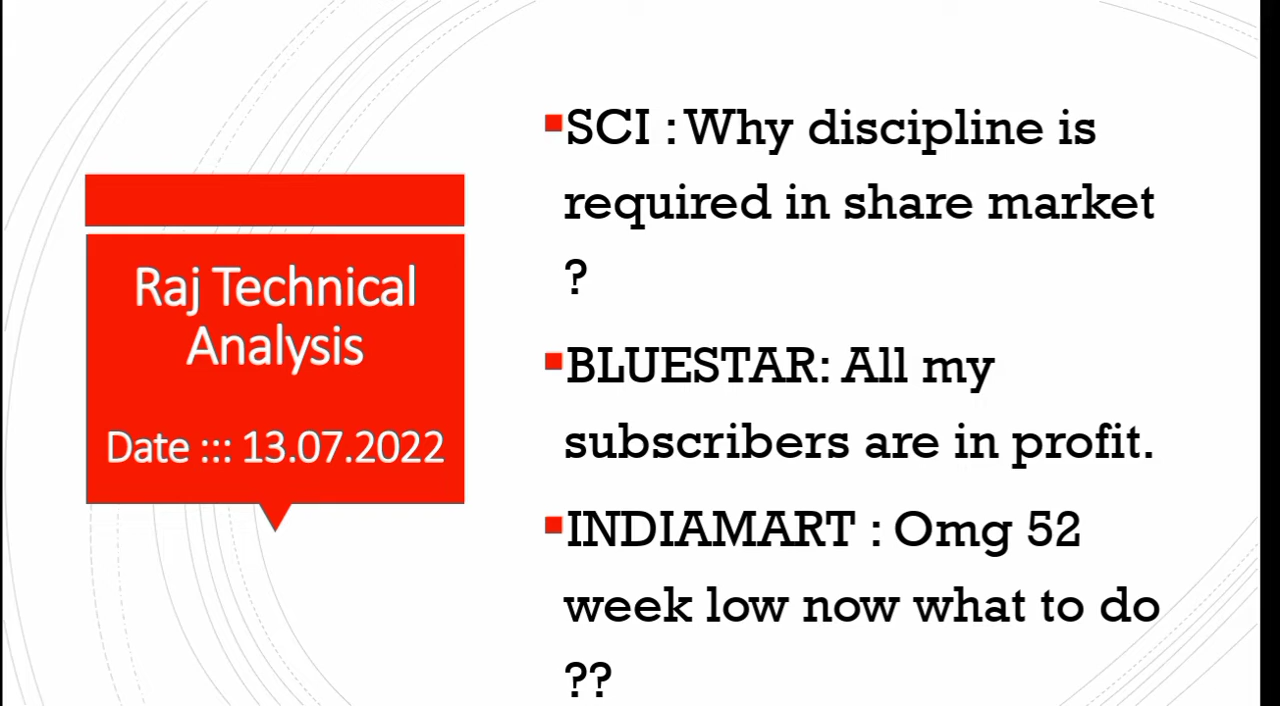 Raj Technical
Analysis
Date ::: 13.07.2022
SCI : Why discipline is
required in share market
?
BLUESTAR: All my
subscribers are in profit.
INDIAMART : Omg 52
week low now what to do
??